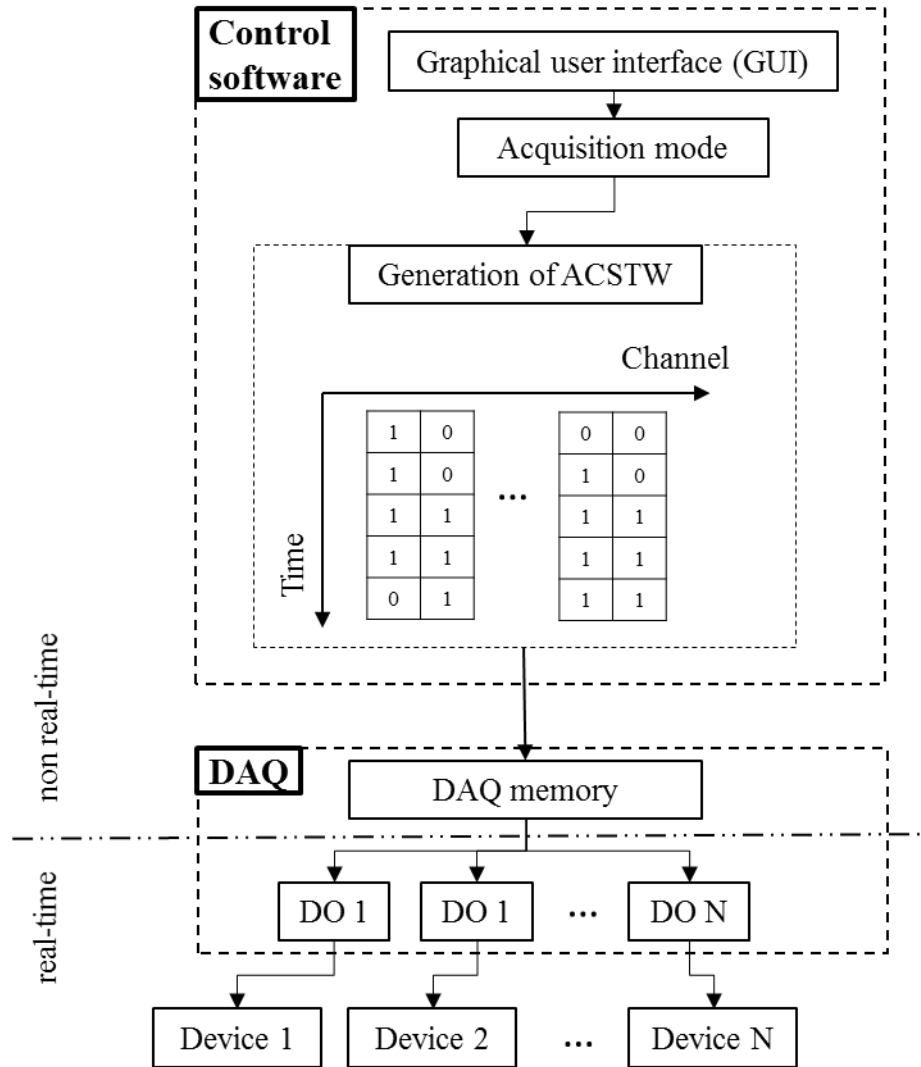 Control
software
Graphical user interface (GUI)
Acquisition mode
Generation of ACSTW
Channel
Time
1 0 0 0
1 0 1 0
...
1 1 1 1
1 1 1 1
0 1 1 1
non real-time
DAQ
DAQ memory
real-time
DO 1 DO 1 ... DO N
Device 1 Device 2 ... Device N